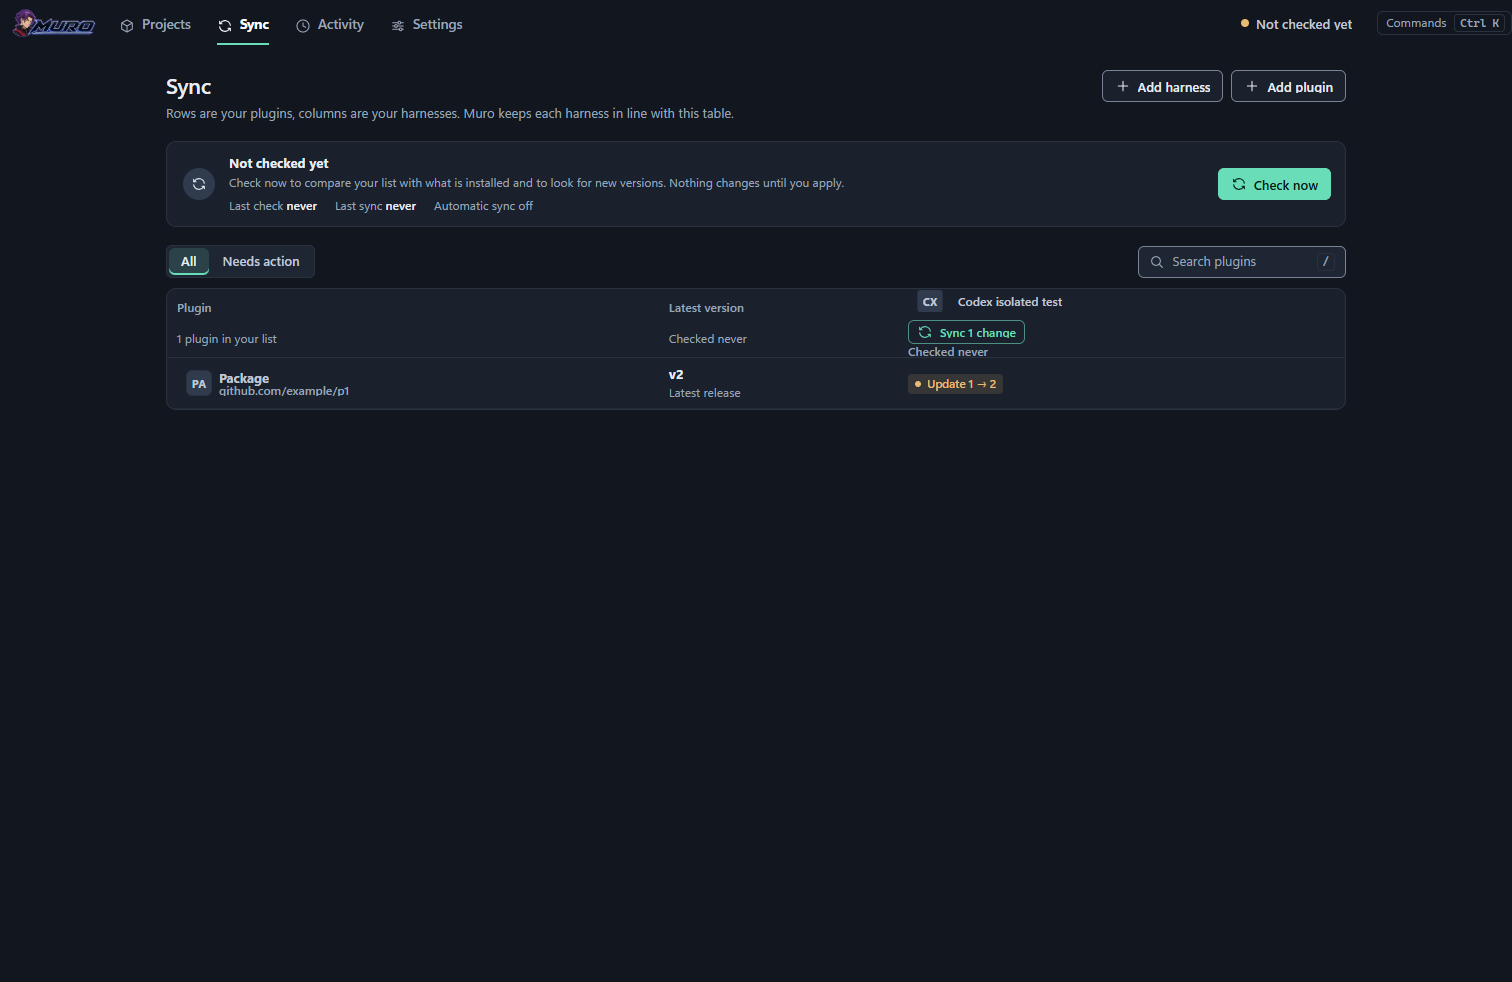 MURO
Projects
Sync
Activity
Settings
Not checked yet
Commands Ctrl K
Sync
Rows are your plugins, columns are your harnesses. Muro keeps each harness in line with this table.
+ Add harness
+ Add plugin
Not checked yet
Check now to compare your list with what is installed and to look for new versions. Nothing changes until you apply.
Last check never Last sync never Automatic sync off
Check now
All
Needs action
Search plugins /
Plugin
Latest version
CX Codex isolated test
1 plugin in your list
Checked never
Sync 1 change
Checked never
PA
Package
github.com/example/p1
v2
Latest release
Update 1 → 2